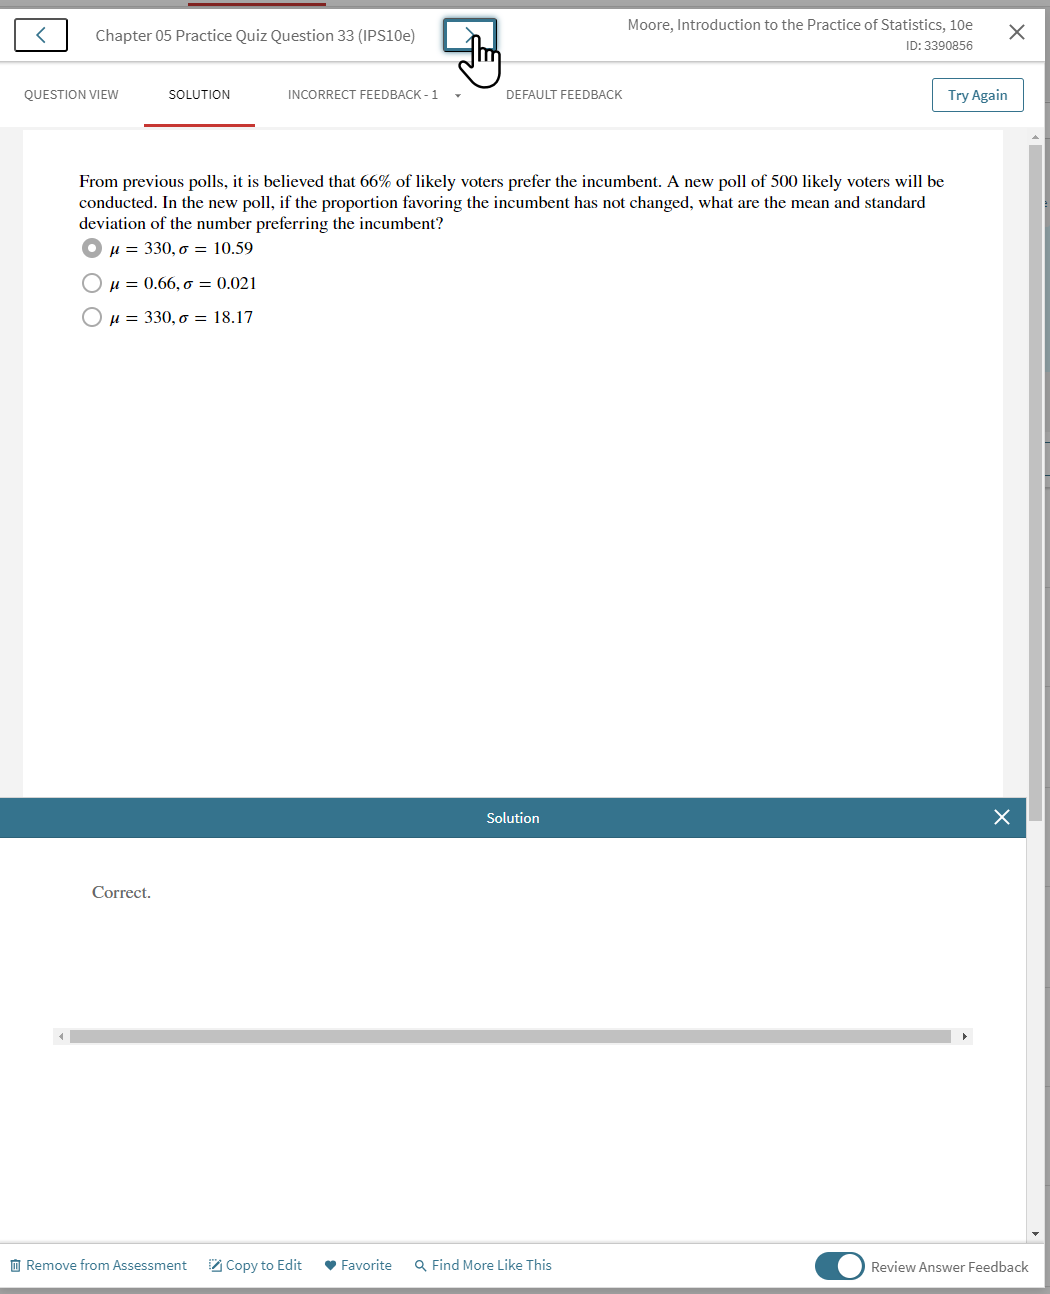 Chapter 05 Practice Quiz Question 33 (IPS10e)
Moore, Introduction to the Practice of Statistics, 10e
ID: 3390856
QUESTION VIEW
SOLUTION
INCORRECT FEEDBACK - 1
DEFAULT FEEDBACK
Try Again
From previous polls, it is believed that 66% of likely voters prefer the incumbent. A new poll of 500 likely voters will be
conducted. In the new poll, if the proportion favoring the incumbent has not changed, what are the mean and standard
deviation of the number preferring the incumbent?
μ = 330, σ = 10.59
μ = 0.66, σ = 0.021
μ = 330, σ = 18.17
Solution
Correct.
Remove from Assessment
Copy to Edit
Favorite
Find More Like This
Review Answer Feedback